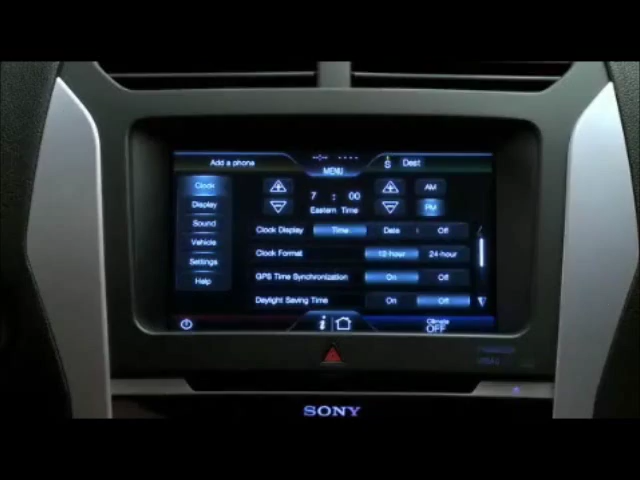 Add a phone
MENU
S Dest
Clock
Display
Sound
Vehicle
Settings
Help
7 : 00
AM
Eastern Time
PM
Clock Display Time Date Off
Clock Format 12-hour 24-hour
GPS Time Synchronization On Off
Daylight Saving Time On Off
i
Climate
OFF
SONY